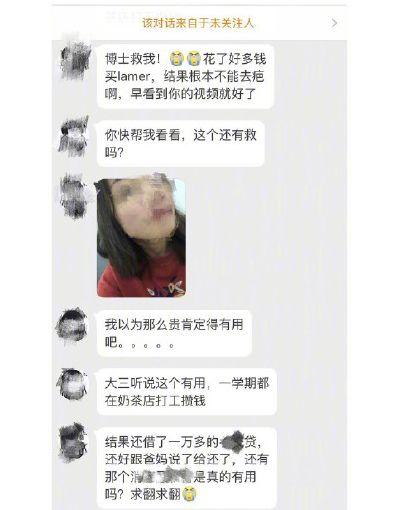 该对话来自于未关注人
博士救我！😭😭花了好多钱
买lamer，结果根本不能去疤
啊，早看到你的视频就好了
你快帮我看看，这个还有救
吗？
我以为那么贵肯定得有用
吧。。。。。
大三听说这个有用，一学期都
在奶茶店打工攒钱
结果还借了一万多的 贷，
还好跟爸妈说了给还了，还有
那个 是真的有用
吗？求翻求翻😭